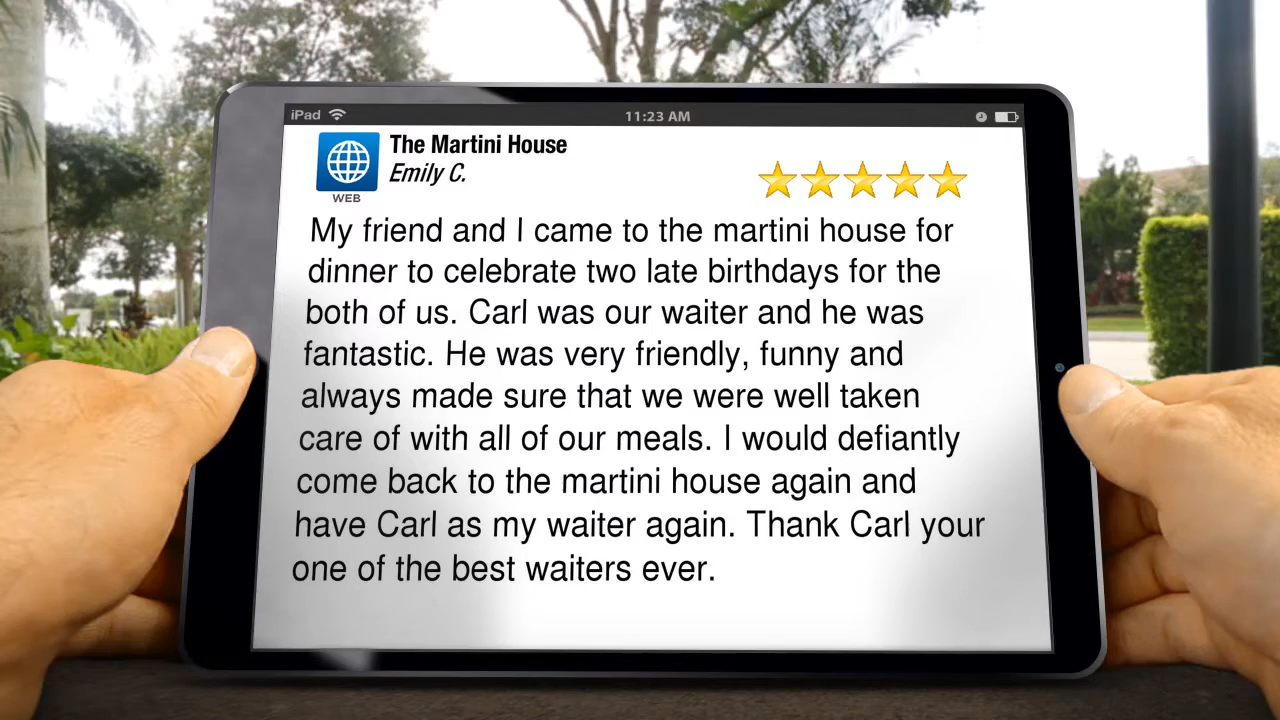 iPad
11:23 AM
The Martini House
Emily C.
WEB
My friend and I came to the martini house for
dinner to celebrate two late birthdays for the
both of us. Carl was our waiter and he was
fantastic. He was very friendly, funny and
always made sure that we were well taken
care of with all of our meals. I would defiantly
come back to the martini house again and
have Carl as my waiter again. Thank Carl your
one of the best waiters ever.